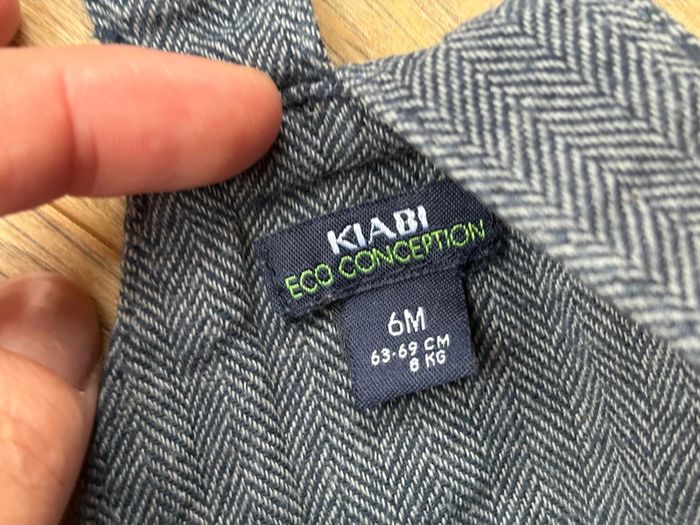 KIABI
ECO CONCEPTION
6M
63-69 CM
8 KG